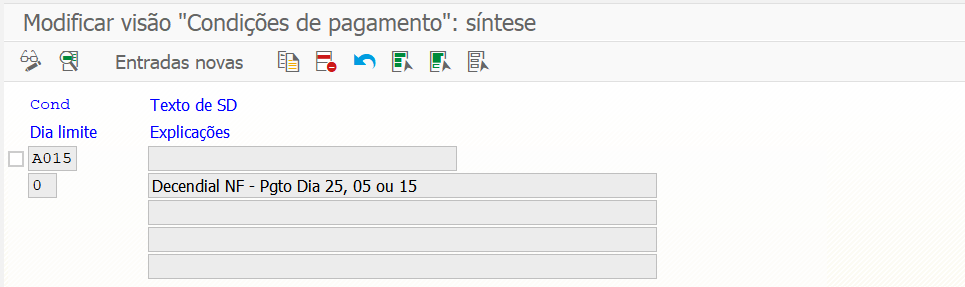 Modificar visão "Condições de pagamento": síntese
Entradas novas
Cond Texto de SD
Dia limite Explicações
A015
0 Decendial NF - Pgto Dia 25, 05 ou 15